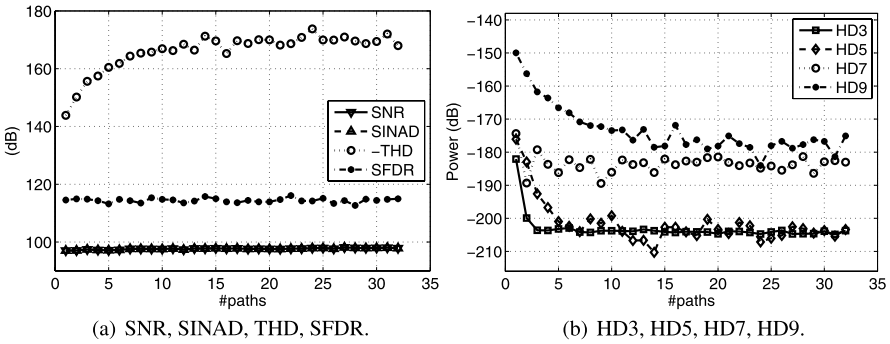 180
160
140
120
100
(dB)
0 5 10 15 20 25 30 35
#paths
SNR
SINAD
-THD
SFDR
(a) SNR, SINAD, THD, SFDR.
−140
−150
−160
−170
−180
−190
−200
−210
Power (dB)
0 5 10 15 20 25 30 35
#paths
HD3
HD5
HD7
HD9
(b) HD3, HD5, HD7, HD9.